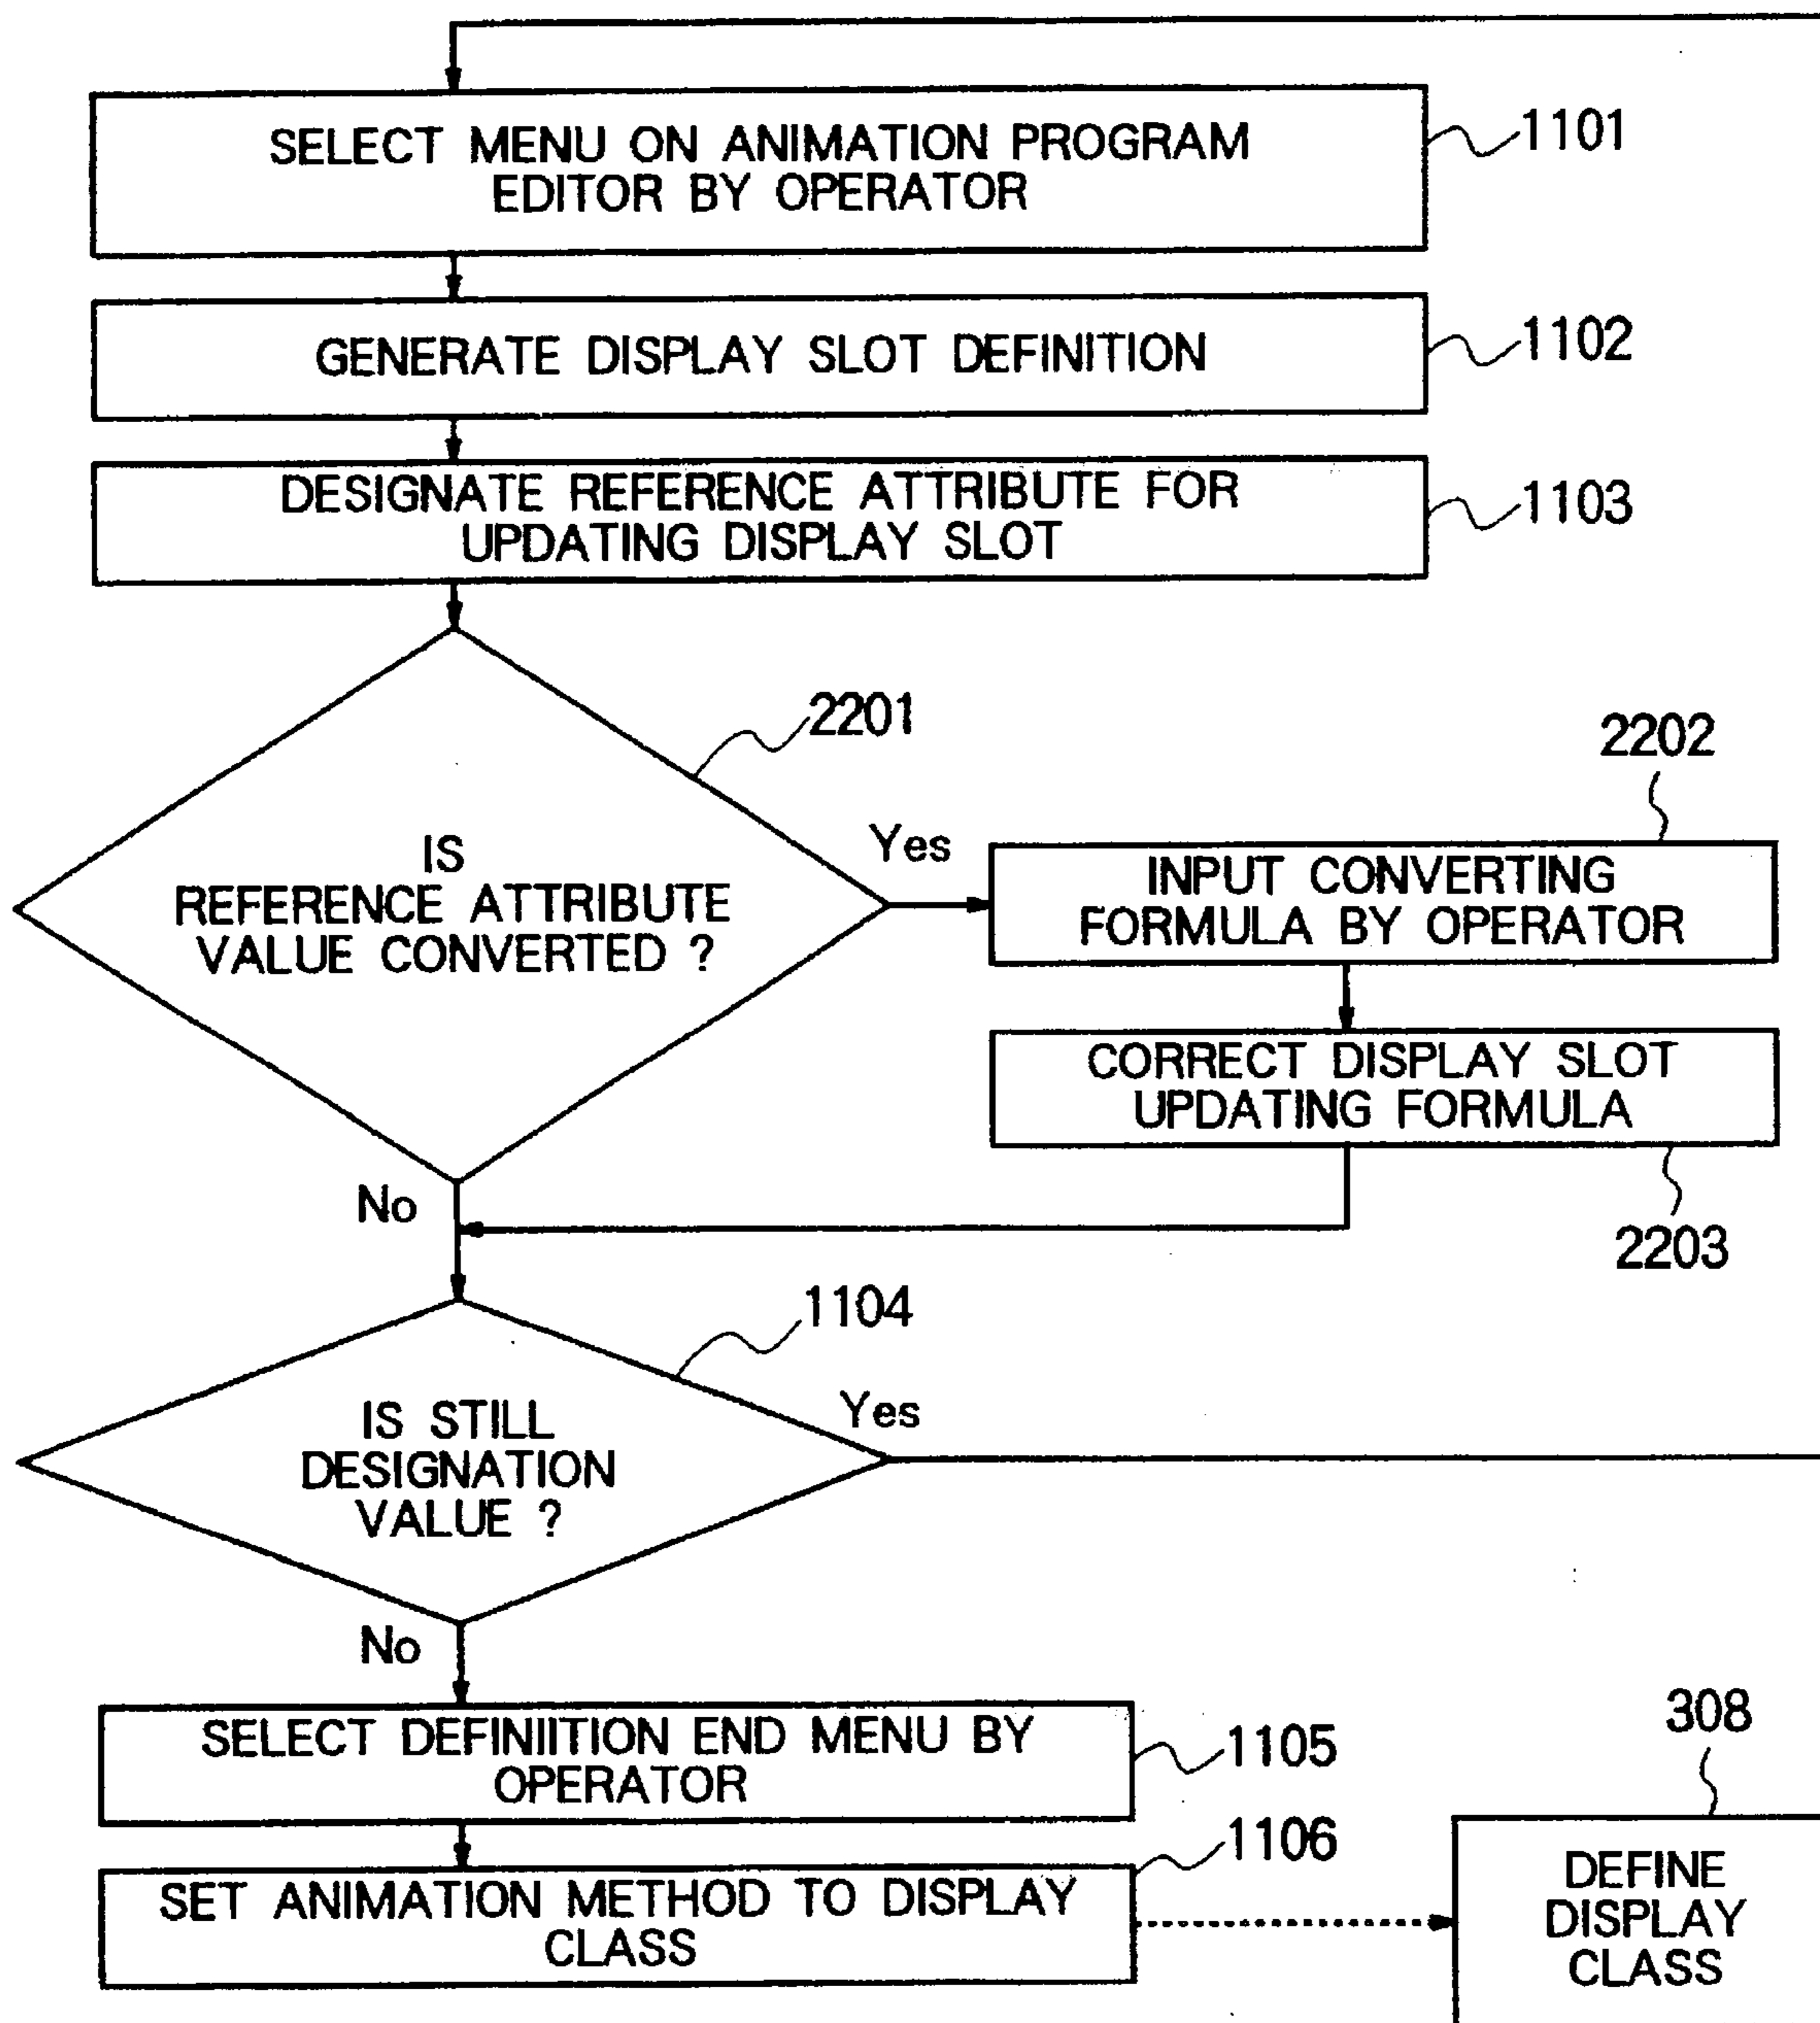 SELECT MENU ON ANIMATION PROGRAM
EDITOR BY OPERATOR
1101
GENERATE DISPLAY SLOT DEFINITION
1102
DESIGNATE REFERENCE ATTRIBUTE FOR
UPDATING DISPLAY SLOT
1103
2201
IS
REFERENCE ATTRIBUTE
VALUE CONVERTED ?
Yes
2202
INPUT CONVERTING
FORMULA BY OPERATOR
CORRECT DISPLAY SLOT
UPDATING FORMULA
2203
No
1104
IS STILL
DESIGNATION
VALUE ?
Yes
No
SELECT DEFINIITION END MENU BY
OPERATOR
1105
SET ANIMATION METHOD TO DISPLAY
CLASS
1106
308
DEFINE
DISPLAY
CLASS